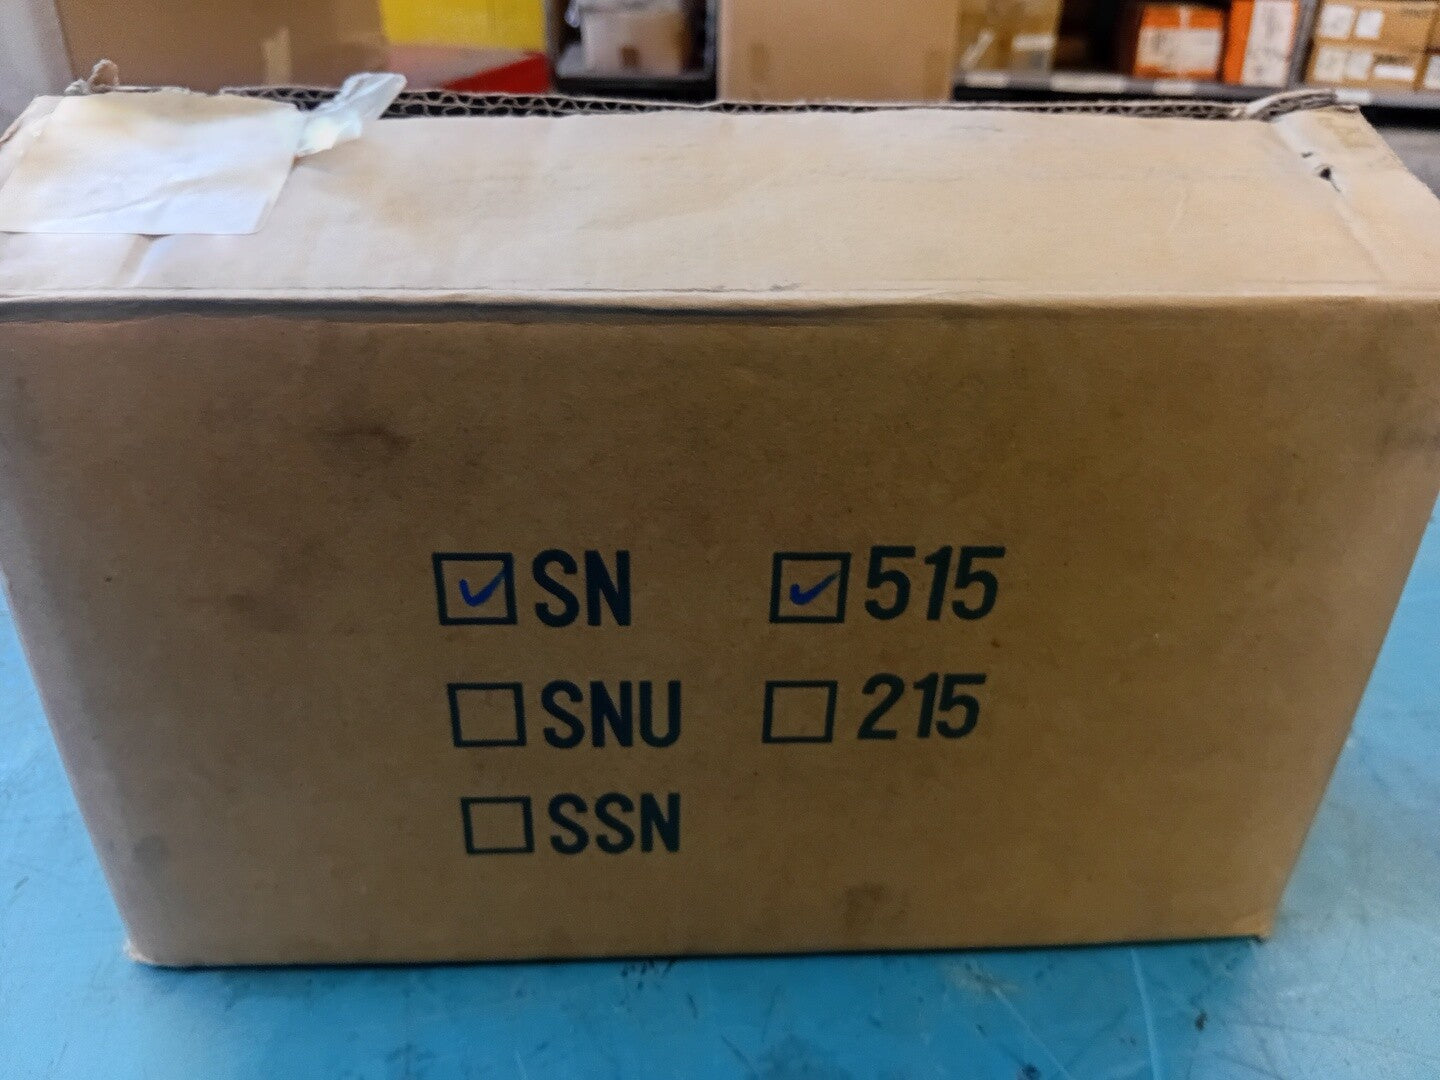 ☑ SN ☑ 515
☐ SNU ☐ 215
☐ SSN